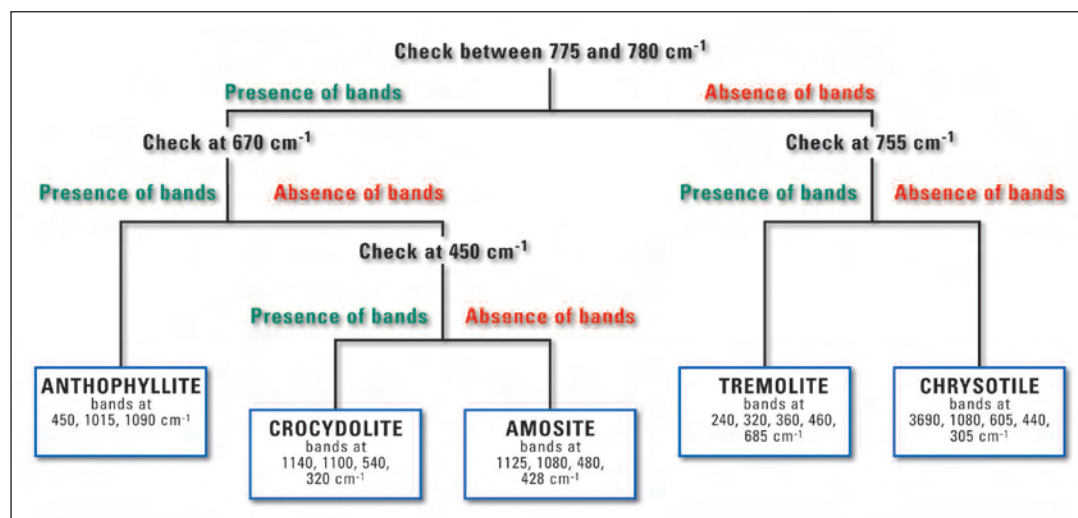 Check between 775 and 780 cm⁻¹
Presence of bands
Absence of bands
Check at 670 cm⁻¹
Check at 755 cm⁻¹
Presence of bands
Absence of bands
Presence of bands
Absence of bands
Check at 450 cm⁻¹
Presence of bands
Absence of bands
ANTHOPHYLLITE
bands at
450, 1015, 1090 cm⁻¹
CROCYDOLITE
bands at
1140, 1100, 540,
320 cm⁻¹
AMOSITE
bands at
1125, 1080, 480,
428 cm⁻¹
TREMOLITE
bands at
240, 320, 360, 460,
685 cm⁻¹
CHRYSOTILE
bands at
3690, 1080, 605, 440,
305 cm⁻¹